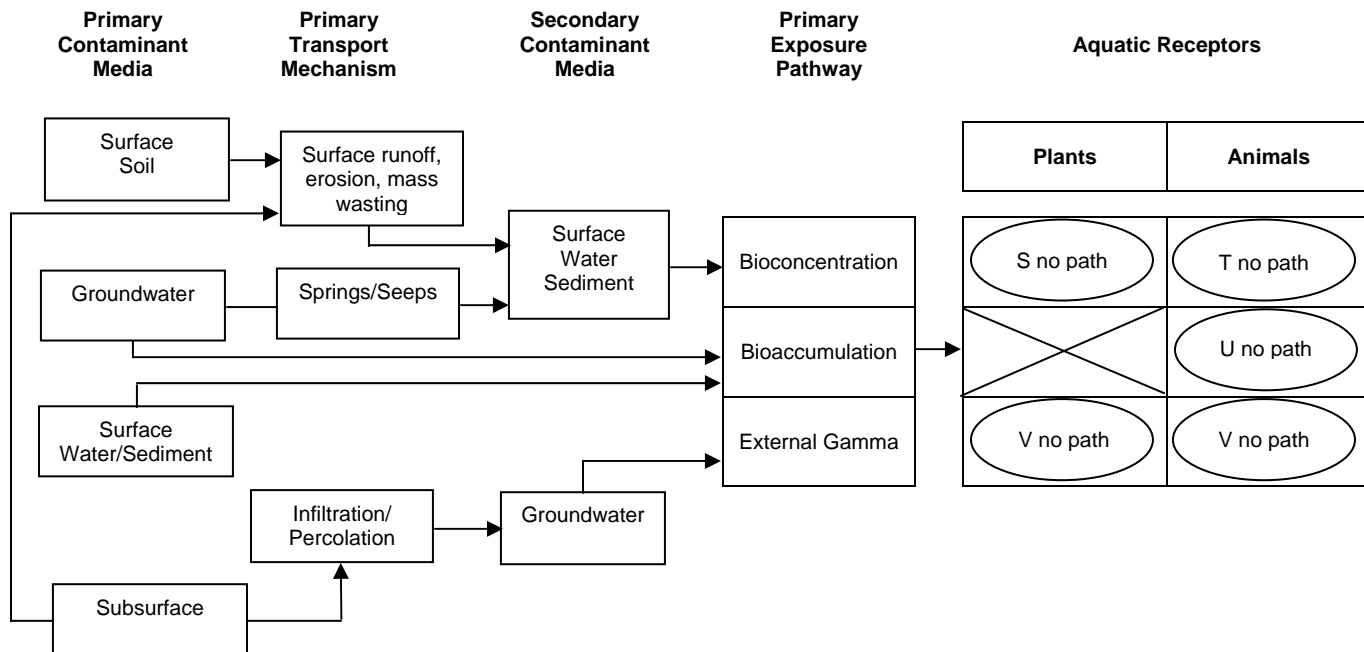 Primary
Contaminant
Media
Primary
Transport
Mechanism
Secondary
Contaminant
Media
Primary
Exposure
Pathway
Aquatic Receptors
Surface
Soil
Surface runoff,
erosion, mass
wasting
Plants
Animals
Surface
Water
Sediment
Bioconcentration
S no path
T no path
Groundwater
Springs/Seeps
Bioaccumulation
U no path
Surface
Water/Sediment
External Gamma
V no path
V no path
Infiltration/
Percolation
Groundwater
Subsurface